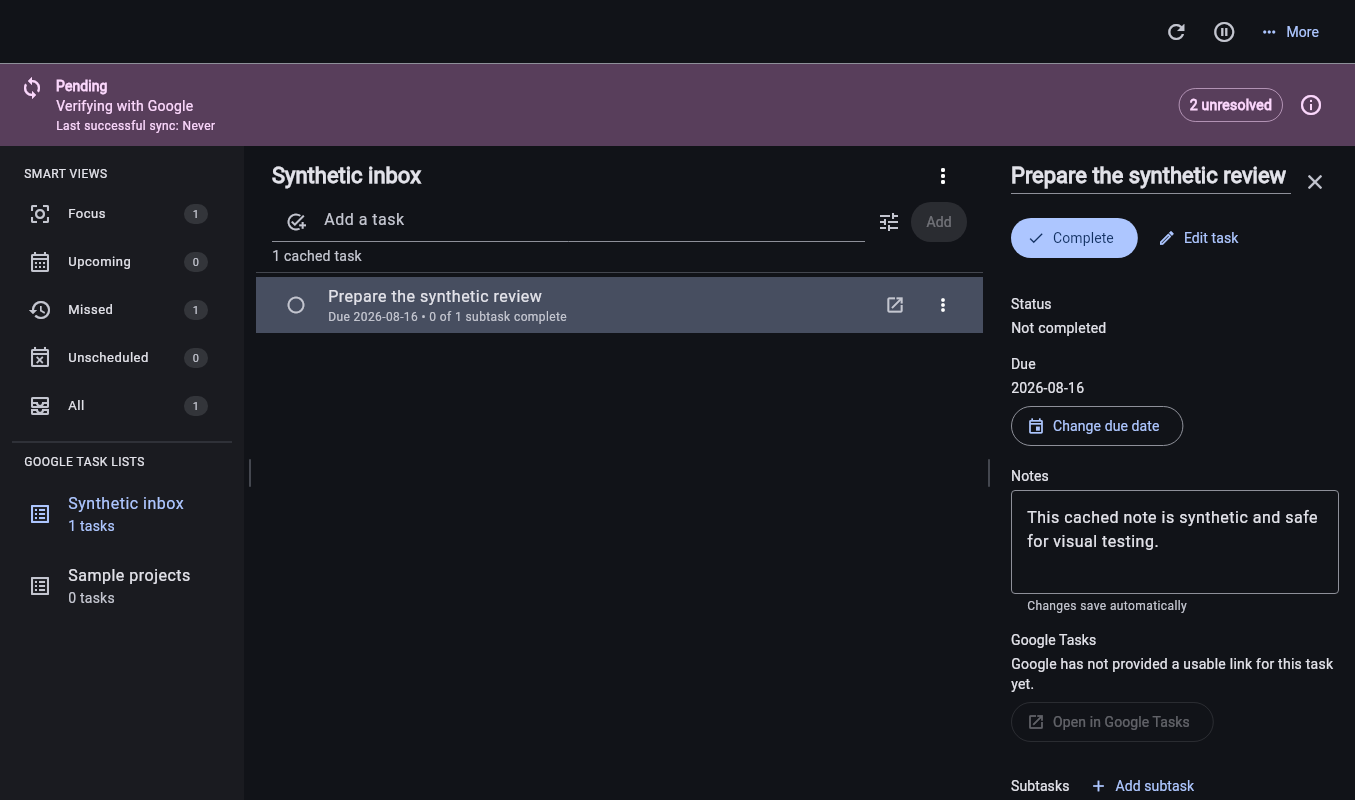 More
Pending
Verifying with Google
Last successful sync: Never
2 unresolved
SMART VIEWS
Focus 1
Upcoming 0
Missed 1
Unscheduled 0
All 1
GOOGLE TASK LISTS
Synthetic inbox
1 tasks
Sample projects
0 tasks
Synthetic inbox
Add a task
Add
1 cached task
Prepare the synthetic review
Due 2026-08-16 • 0 of 1 subtask complete
Prepare the synthetic review
Complete
Edit task
Status
Not completed
Due
2026-08-16
Change due date
Notes
This cached note is synthetic and safe
for visual testing.
Changes save automatically
Google Tasks
Google has not provided a usable link for this task
yet.
Open in Google Tasks
Subtasks
Add subtask